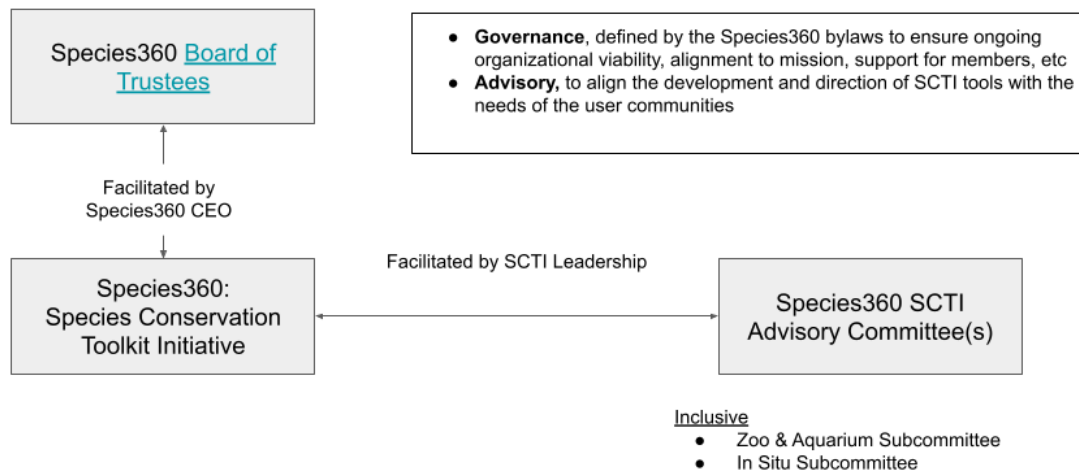 Species360 Board of
Trustees
● Governance, defined by the Species360 bylaws to ensure ongoing
organizational viability, alignment to mission, support for members, etc
● Advisory, to align the development and direction of SCTI tools with the
needs of the user communities
Facilitated by
Species360 CEO
Species360:
Species Conservation
Toolkit Initiative
Facilitated by SCTI Leadership
Species360 SCTI
Advisory Committee(s)
Inclusive
● Zoo & Aquarium Subcommittee
● In Situ Subcommittee